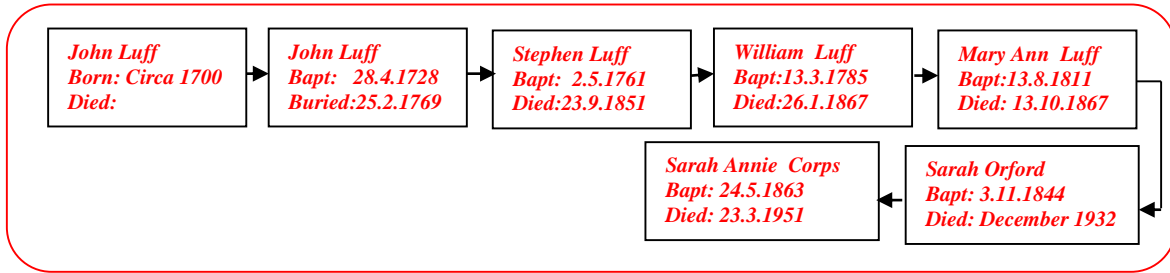 John Luff
Born: Circa 1700
Died:
John Luff
Bapt: 28.4.1728
Buried:25.2.1769
Stephen Luff
Bapt: 2.5.1761
Died:23.9.1851
William Luff
Bapt:13.3.1785
Died:26.1.1867
Mary Ann Luff
Bapt:13.8.1811
Died: 13.10.1867
Sarah Orford
Bapt: 3.11.1844
Died: December 1932
Sarah Annie Corps
Bapt: 24.5.1863
Died: 23.3.1951